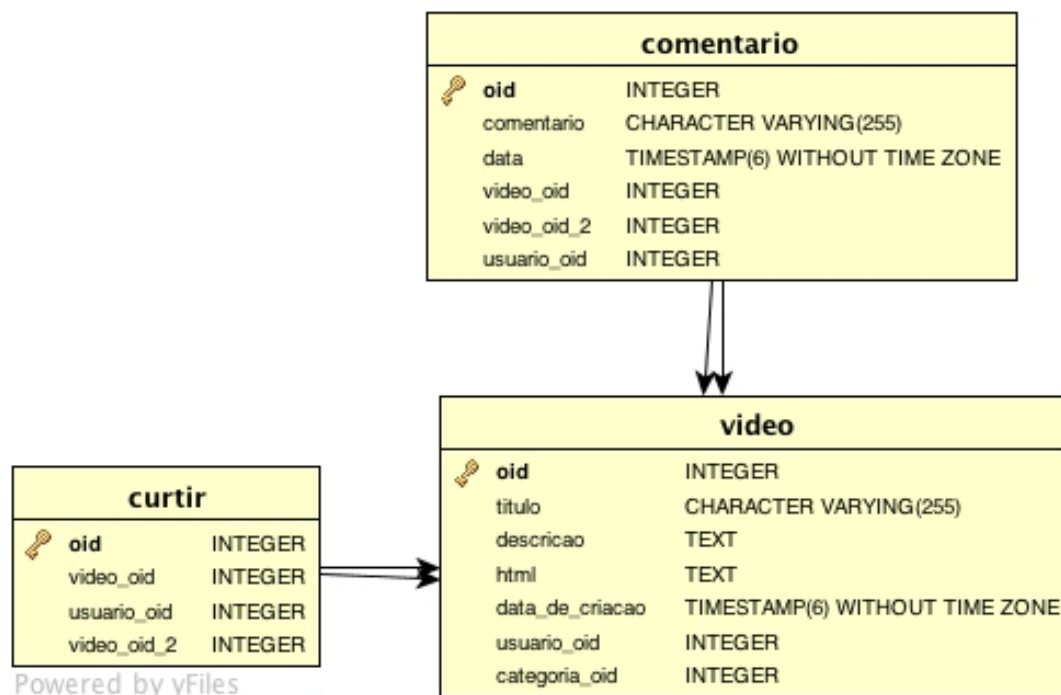 comentario
oid INTEGER
comentario CHARACTER VARYING(255)
data TIMESTAMP(6) WITHOUT TIME ZONE
video_oid INTEGER
video_oid_2 INTEGER
usuario_oid INTEGER
video
oid INTEGER
titulo CHARACTER VARYING(255)
descricao TEXT
html TEXT
data_de_criacao TIMESTAMP(6) WITHOUT TIME ZONE
usuario_oid INTEGER
categoria_oid INTEGER
curtir
oid INTEGER
video_oid INTEGER
usuario_oid INTEGER
video_oid_2 INTEGER
Powered by yFiles